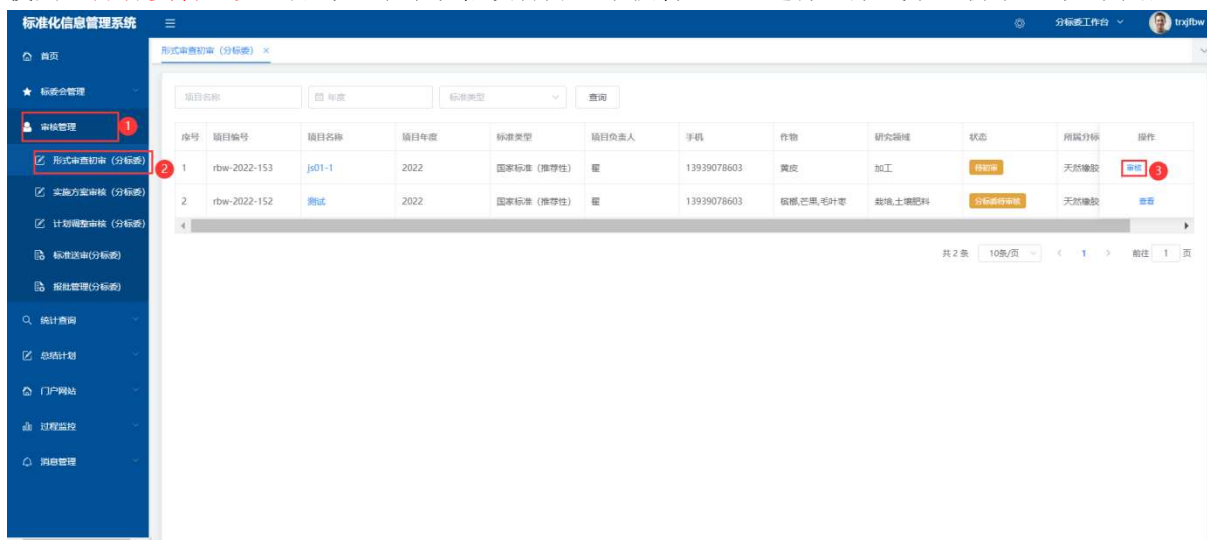 标准化信息管理系统
分标委工作台
trxjfbw
首页
形式审查初审（分标委） ×
标委会管理
项目名称 年度 标准类型 查询
审核管理 1
序号 项目编号 项目名称 项目年度 标准类型 项目负责人 手机 作物 研究领域 状态 所属分标 操作
形式审查初审（分标委） 2
1 rbw-2022-153 js01-1 2022 国家标准（推荐性） 翟 13939078603 黄皮 加工 待初审 天然橡胶 审核 3
实施方案审核（分标委）
2 rbw-2022-152 测试 2022 国家标准（推荐性） 翟 13939078603 槟榔,芒果,毛叶枣 栽培,土壤肥料 分标委待审核 天然橡胶 查看
计划调整审核（分标委）
标准送审(分标委)
共 2 条 10条/页 < 1 > 前往 1 页
报批管理(分标委)
统计查询
总结计划
门户网站
过程监控
消息管理